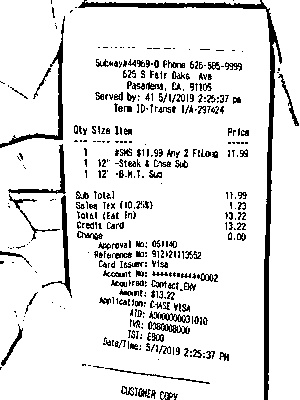 Subway#44969-0 Phone 626-585-9999
625 S Fair Oaks Ave
Pasadena, CA, 91105
Served by: 41 5/1/2019 2:25:37 pm
Term ID-Trans# 1/A-297424
Qty Size Item Price
1 #SMS $11.99 Any 2 FtLong 11.99
1 12" -Steak & Chse Sub
1 12" -B.M.T. Sub
Sub Total 11.99
Sales Tax (10.25%) 1.23
Total (Eat In) 13.22
Credit Card 13.22
Change 0.00
Approval No: 05114D
Reference No: 912121113552
Card Issuer: Visa
Account No: ************0002
Acquired: Contact_EMV
Amount: $13.22
Application: CHASE VISA
AID: A0000000031010
TVR: 0080008000
TSI: E800
Date/Time: 5/1/2019 2:25:37 PM
CUSTOMER COPY